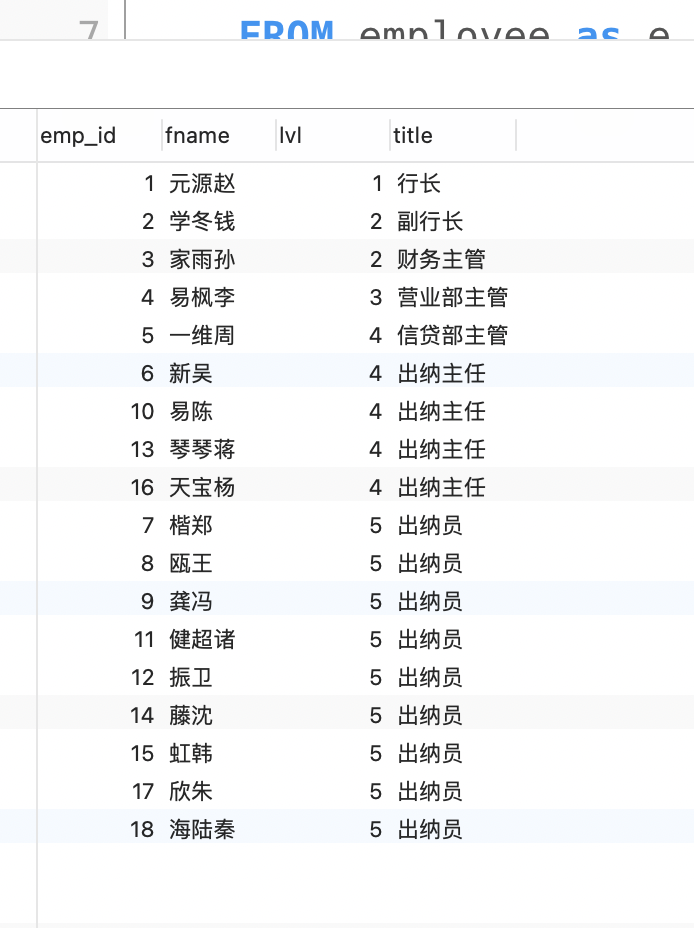 7 FROM employee as e
emp_id fname lvl title
1 元源赵 1 行长
2 学冬钱 2 副行长
3 家雨孙 2 财务主管
4 易枫李 3 营业部主管
5 一维周 4 信贷部主管
6 新吴 4 出纳主任
10 易陈 4 出纳主任
13 琴琴蒋 4 出纳主任
16 天宝杨 4 出纳主任
7 楷郑 5 出纳员
8 瓯王 5 出纳员
9 龚冯 5 出纳员
11 健超诸 5 出纳员
12 振卫 5 出纳员
14 藤沈 5 出纳员
15 虹韩 5 出纳员
17 欣朱 5 出纳员
18 海陆秦 5 出纳员